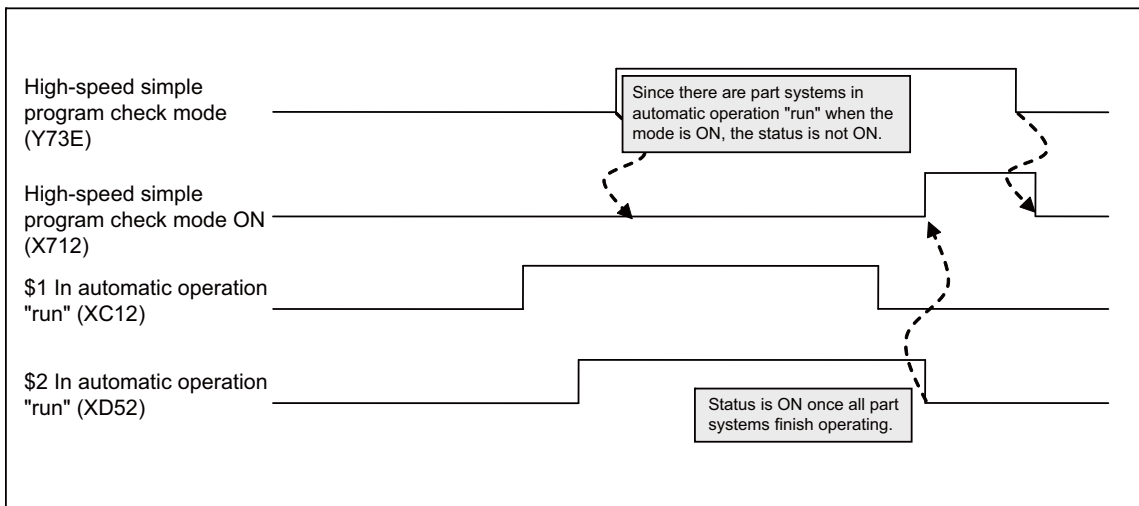 High-speed simple
program check mode
(Y73E)
Since there are part systems in
automatic operation "run" when the
mode is ON, the status is not ON.
High-speed simple
program check mode ON
(X712)
$1 In automatic operation
"run" (XC12)
$2 In automatic operation
"run" (XD52)
Status is ON once all part
systems finish operating.